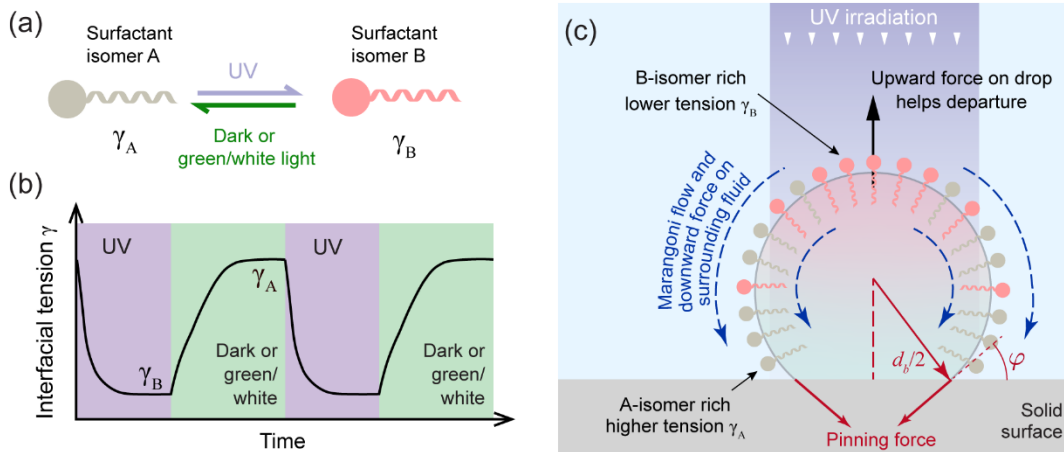 (a)
Surfactant
isomer A
UV
Surfactant
isomer B
γA
Dark or
green/white light
γB
(b)
Interfacial tension γ
UV
γA
UV
γB
Dark or
green/
white
Dark or
green/
white
Time
(c)
UV irradiation
B-isomer rich
lower tension γB
Upward force on drop
helps departure
Marangoni flow and
downward force on
surrounding fluid
db/2
φ
A-isomer rich
higher tension γA
Pinning force
Solid
surface